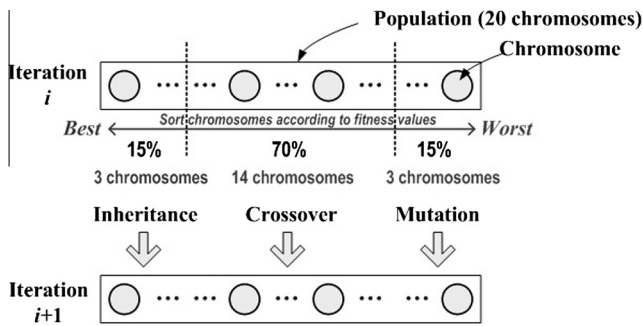 Population (20 chromosomes)
Chromosome
Iteration
i
... ... ... ... ...
Sort chromosomes according to fitness values
Best
Worst
15%
70%
15%
3 chromosomes
14 chromosomes
3 chromosomes
Inheritance
Crossover
Mutation
Iteration
i+1
... ... ... ... ...